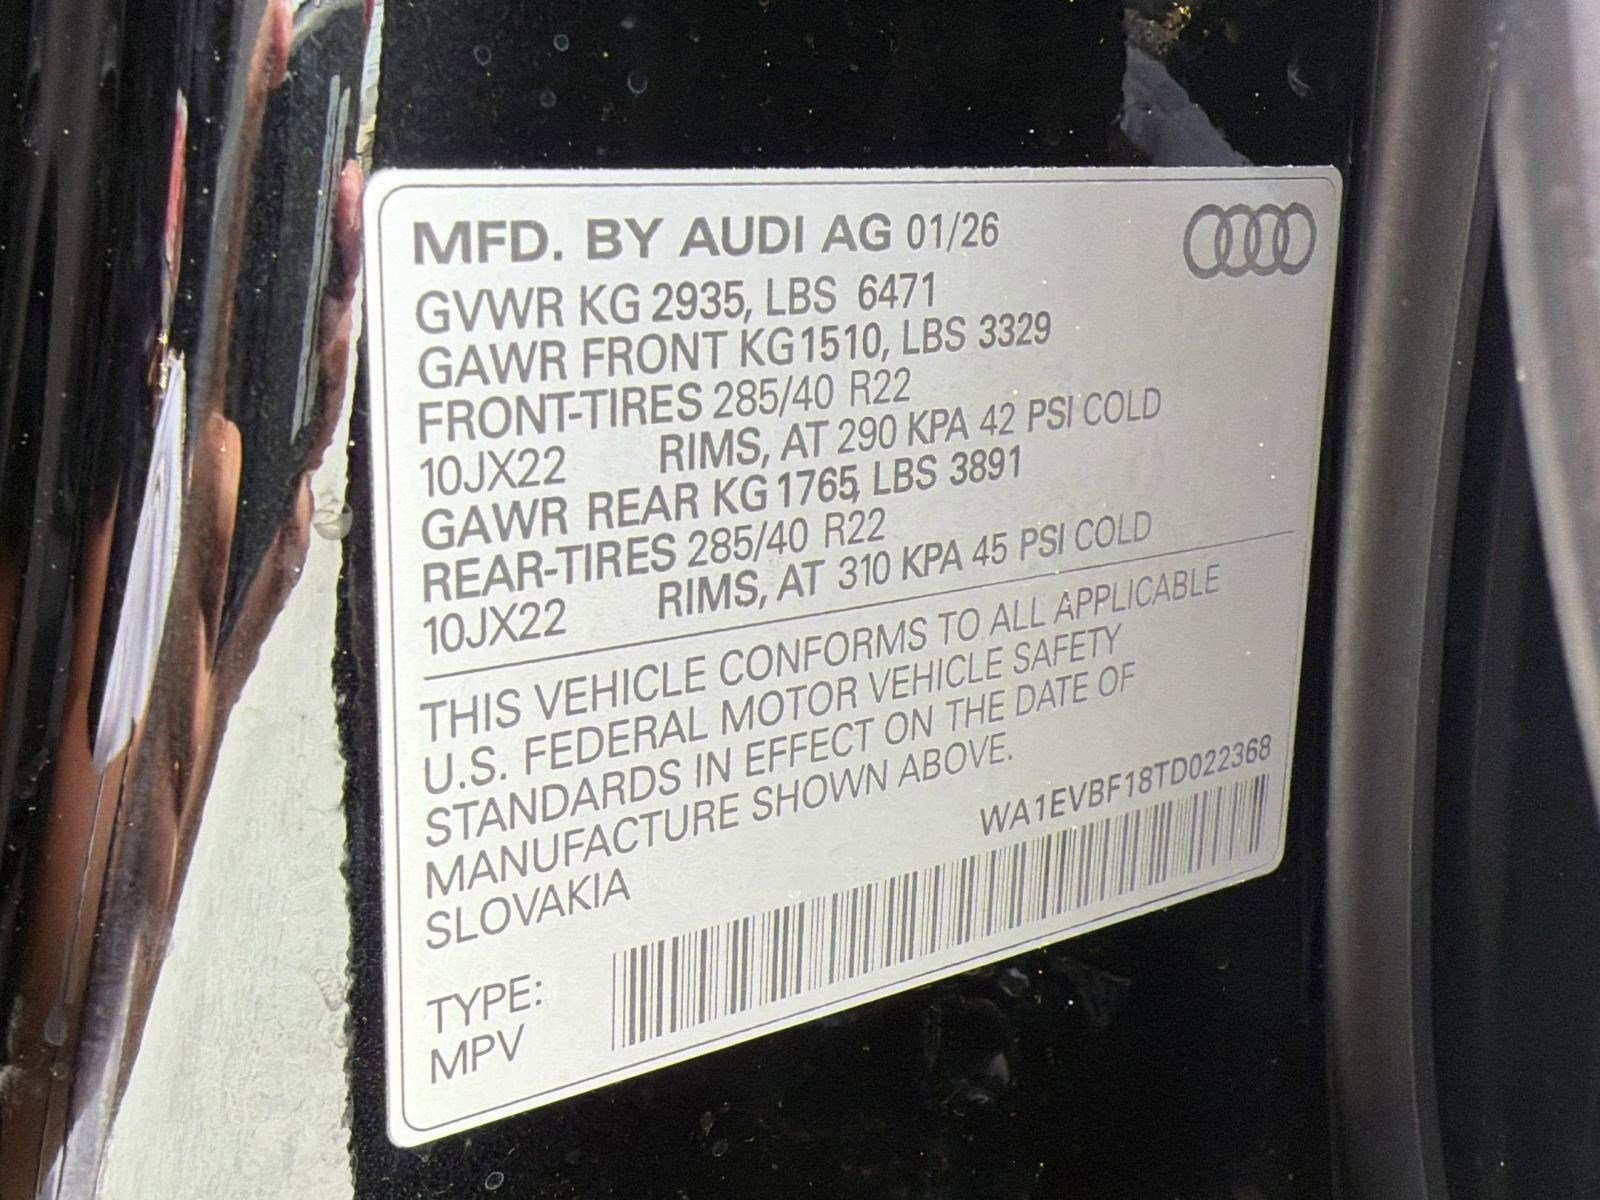 MFD. BY AUDI AG 01/26
GVWR KG 2935, LBS 6471
GAWR FRONT KG1510, LBS 3329
FRONT-TIRES 285/40 R22
10JX22 RIMS, AT 290 KPA 42 PSI COLD
GAWR REAR KG 1765, LBS 3891
REAR-TIRES 285/40 R22
10JX22 RIMS, AT 310 KPA 45 PSI COLD
THIS VEHICLE CONFORMS TO ALL APPLICABLE
U.S. FEDERAL MOTOR VEHICLE SAFETY
STANDARDS IN EFFECT ON THE DATE OF
MANUFACTURE SHOWN ABOVE.
SLOVAKIA
WA1EVBF18TD022368
TYPE:
MPV